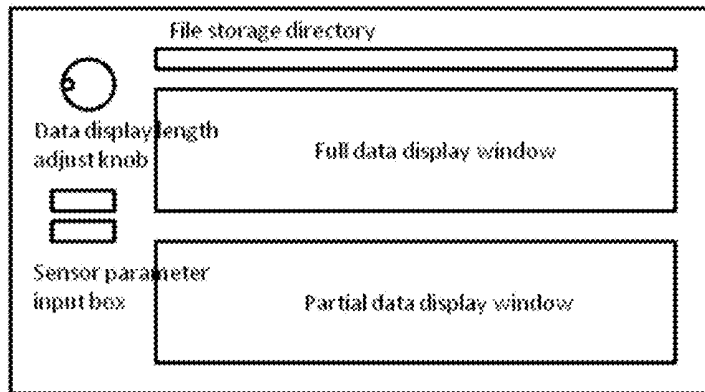 File storage directory
Data display length
adjust knob
Full data display window
Sensor parameter
input box
Partial data display window